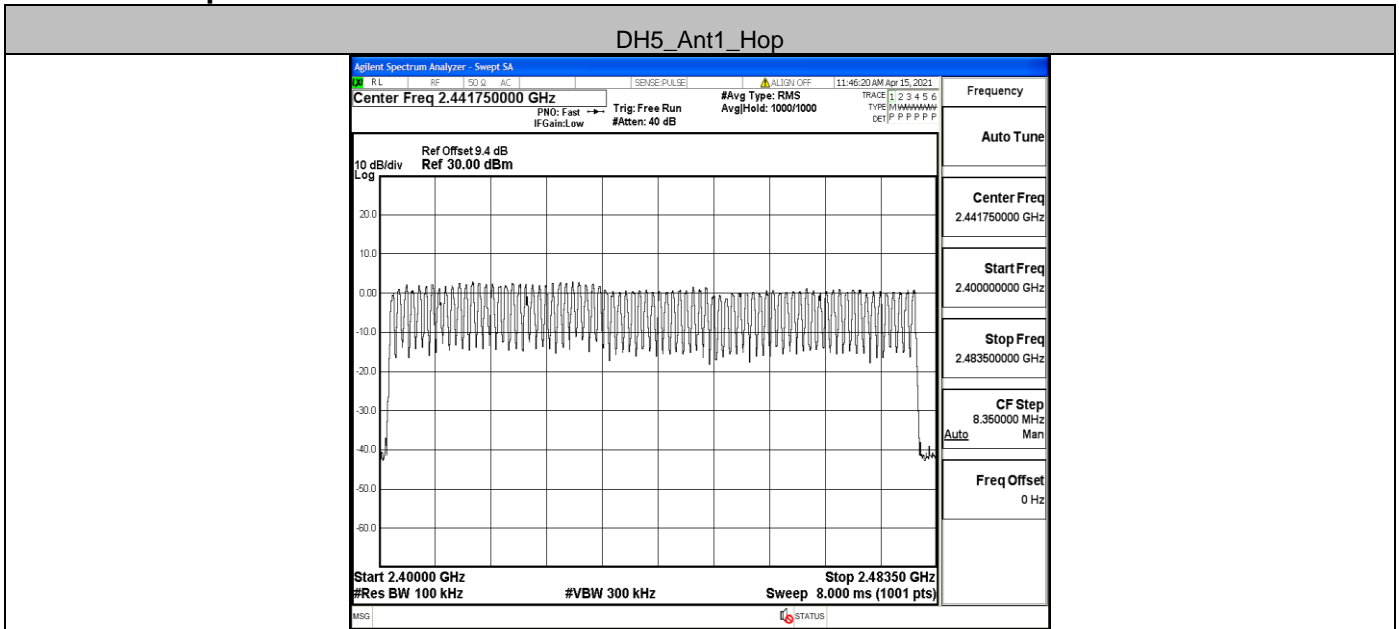 DH5_Ant1_Hop
Agilent Spectrum Analyzer - Swept SA
RL RF 50 Ω AC SENSE:PULSE ALIGN OFF 11:46:20 AM Apr 15, 2021
Center Freq 2.441750000 GHz
PNO: Fast
IFGain:Low
Trig: Free Run
#Atten: 40 dB
#Avg Type: RMS
Avg|Hold: 1000/1000
TRACE 1 2 3 4 5 6
TYPE M WWWWW
DET P P P P P P
Ref Offset 9.4 dB
10 dB/div Ref 30.00 dBm
Log
20.0
10.0
0.00
-10.0
-20.0
-30.0
-40.0
-50.0
-60.0
Start 2.40000 GHz Stop 2.48350 GHz
#Res BW 100 kHz #VBW 300 kHz Sweep 8.000 ms (1001 pts)
MSG STATUS
Frequency
Auto Tune
Center Freq
2.441750000 GHz
Start Freq
2.400000000 GHz
Stop Freq
2.483500000 GHz
CF Step
8.350000 MHz
Auto Man
Freq Offset
0 Hz